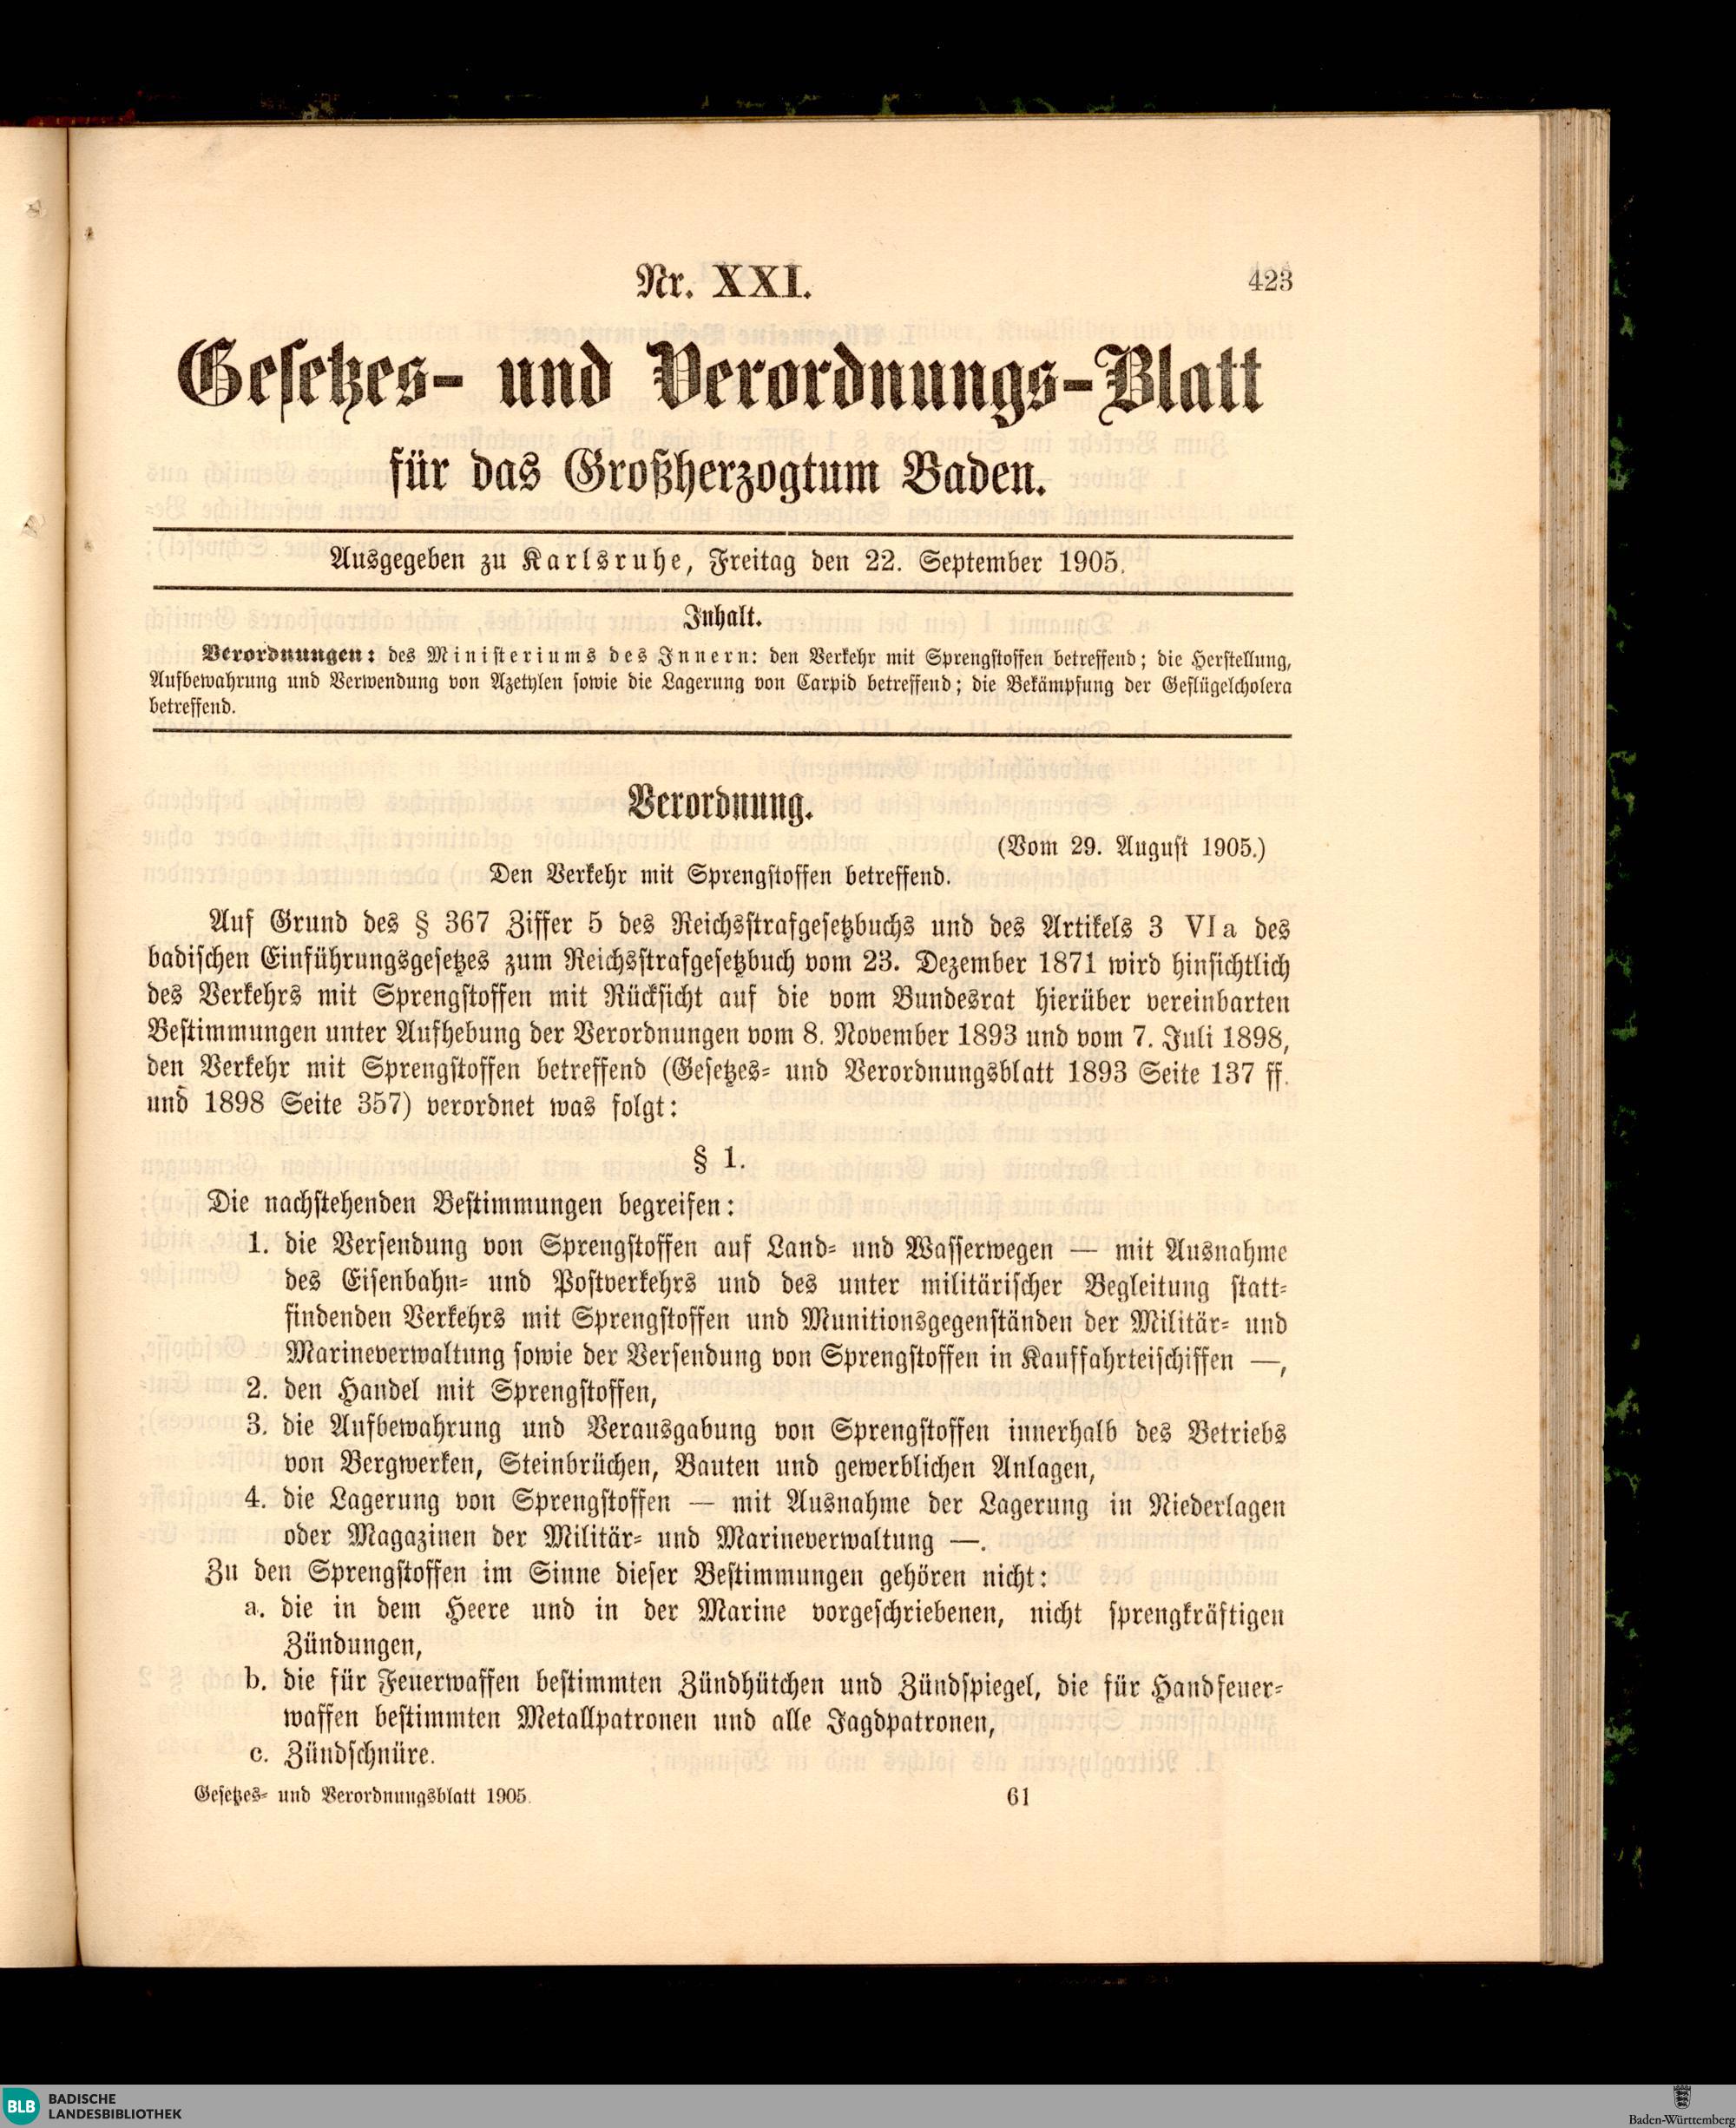 Nr. XXI. 423
Gesetzes- und Verordnungs-Blatt
für das Großherzogtum Baden.
Ausgegeben zu Karlsruhe, Freitag den 22. September 1905.
Inhalt.
Verordnungen: des Ministeriums des Innern: den Verkehr mit Sprengstoffen betreffend; die Herstellung,
Aufbewahrung und Verwendung von Azetylen sowie die Lagerung von Carpid betreffend; die Bekämpfung der Geflügelcholera
betreffend.
Verordnung.
(Vom 29. August 1905.)
Den Verkehr mit Sprengstoffen betreffend.
Auf Grund des § 367 Ziffer 5 des Reichsstrafgesetzbuchs und des Artikels 3 VI a des
badischen Einführungsgesetzes zum Reichsstrafgesetzbuch vom 23. Dezember 1871 wird hinsichtlich
des Verkehrs mit Sprengstoffen mit Rücksicht auf die vom Bundesrat hierüber vereinbarten
Bestimmungen unter Aufhebung der Verordnungen vom 8. November 1893 und vom 7. Juli 1898,
den Verkehr mit Sprengstoffen betreffend (Gesetzes- und Verordnungsblatt 1893 Seite 137 ff.
und 1898 Seite 357) verordnet was folgt:
§ 1.
Die nachstehenden Bestimmungen begreifen:
1. die Versendung von Sprengstoffen auf Land- und Wasserwegen — mit Ausnahme
des Eisenbahn- und Postverkehrs und des unter militärischer Begleitung statt-
findenden Verkehrs mit Sprengstoffen und Munitionsgegenständen der Militär- und
Marineverwaltung sowie der Versendung von Sprengstoffen in Kauffahrteischiffen —,
2. den Handel mit Sprengstoffen,
3. die Aufbewahrung und Verausgabung von Sprengstoffen innerhalb des Betriebs
von Bergwerken, Steinbrüchen, Bauten und gewerblichen Anlagen,
4. die Lagerung von Sprengstoffen — mit Ausnahme der Lagerung in Niederlagen
oder Magazinen der Militär- und Marineverwaltung —.
Zu den Sprengstoffen im Sinne dieser Bestimmungen gehören nicht:
a. die in dem Heere und in der Marine vorgeschriebenen, nicht sprengkräftigen
Zündungen,
b. die für Feuerwaffen bestimmten Zündhütchen und Zündspiegel, die für Handfeuer-
waffen bestimmten Metallpatronen und alle Jagdpatronen,
c. Zündschnüre.
Gesetzes- und Verordnungsblatt 1905. 61
BLB BADISCHE
LANDESBIBLIOTHEK
Baden-Württemberg